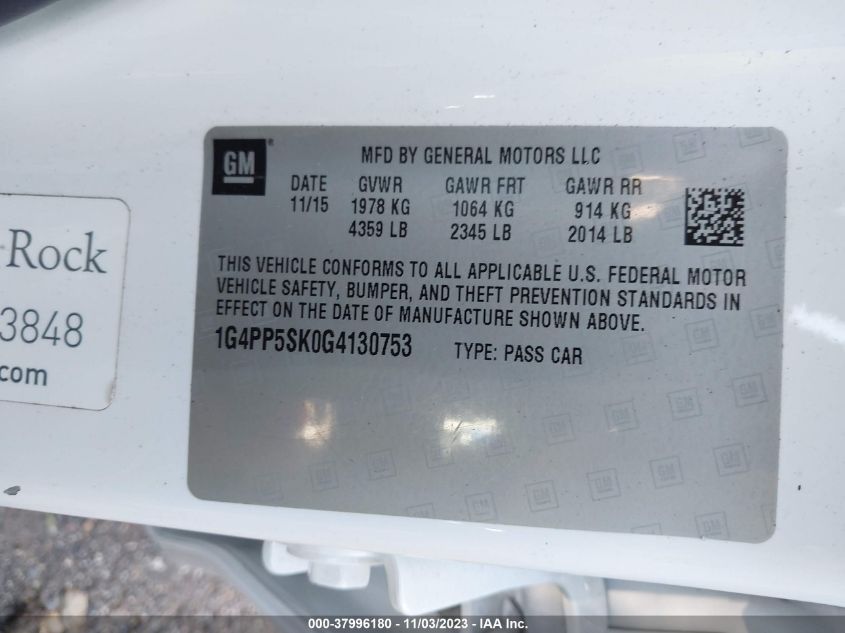 GM
MFD BY GENERAL MOTORS LLC
DATE GVWR GAWR FRT GAWR RR
11/15 1978 KG 1064 KG 914 KG
4359 LB 2345 LB 2014 LB
THIS VEHICLE CONFORMS TO ALL APPLICABLE U.S. FEDERAL MOTOR
VEHICLE SAFETY, BUMPER, AND THEFT PREVENTION STANDARDS IN
EFFECT ON THE DATE OF MANUFACTURE SHOWN ABOVE.
1G4PP5SK0G4130753 TYPE: PASS CAR
Rock
3848
.com
000-37996180 - 11/03/2023 - IAA Inc.